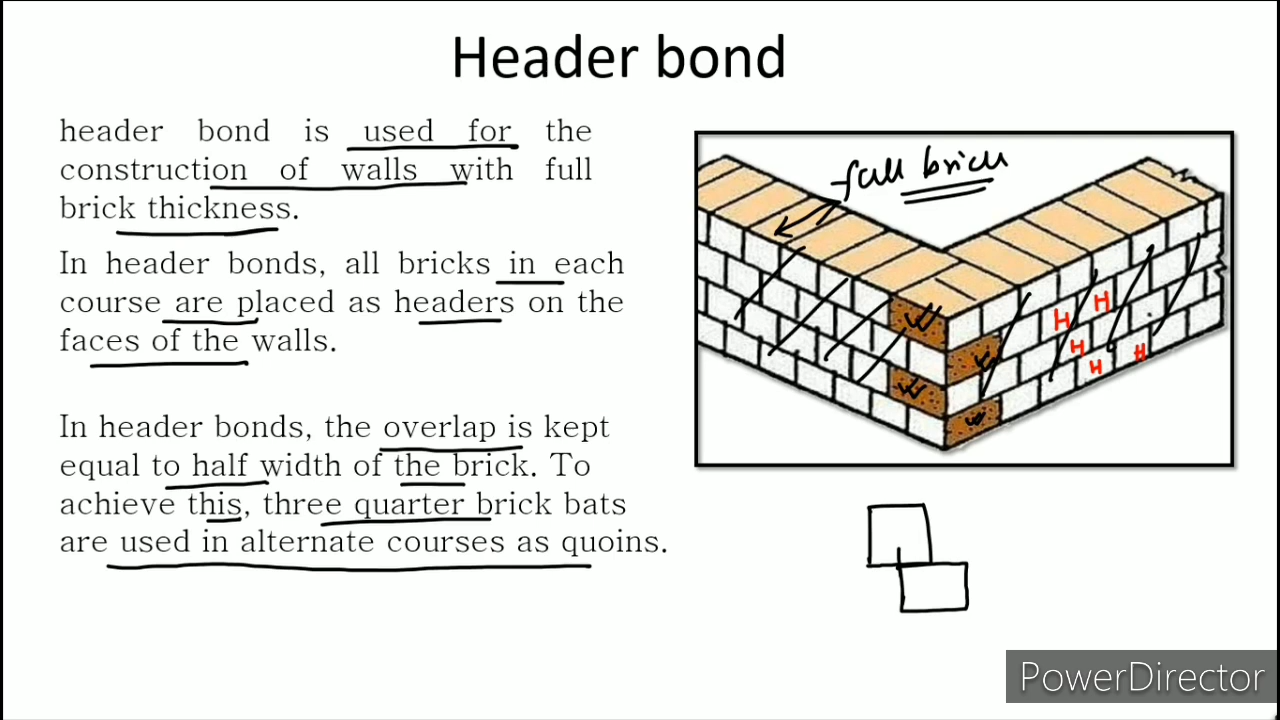 Header bond
header bond is used for the
construction of walls with full
brick thickness.
In header bonds, all bricks in each
course are placed as headers on the
faces of the walls.
In header bonds, the overlap is kept
equal to half width of the brick. To
achieve this, three quarter brick bats
are used in alternate courses as quoins.
full brick
H H
H
H H
PowerDirector